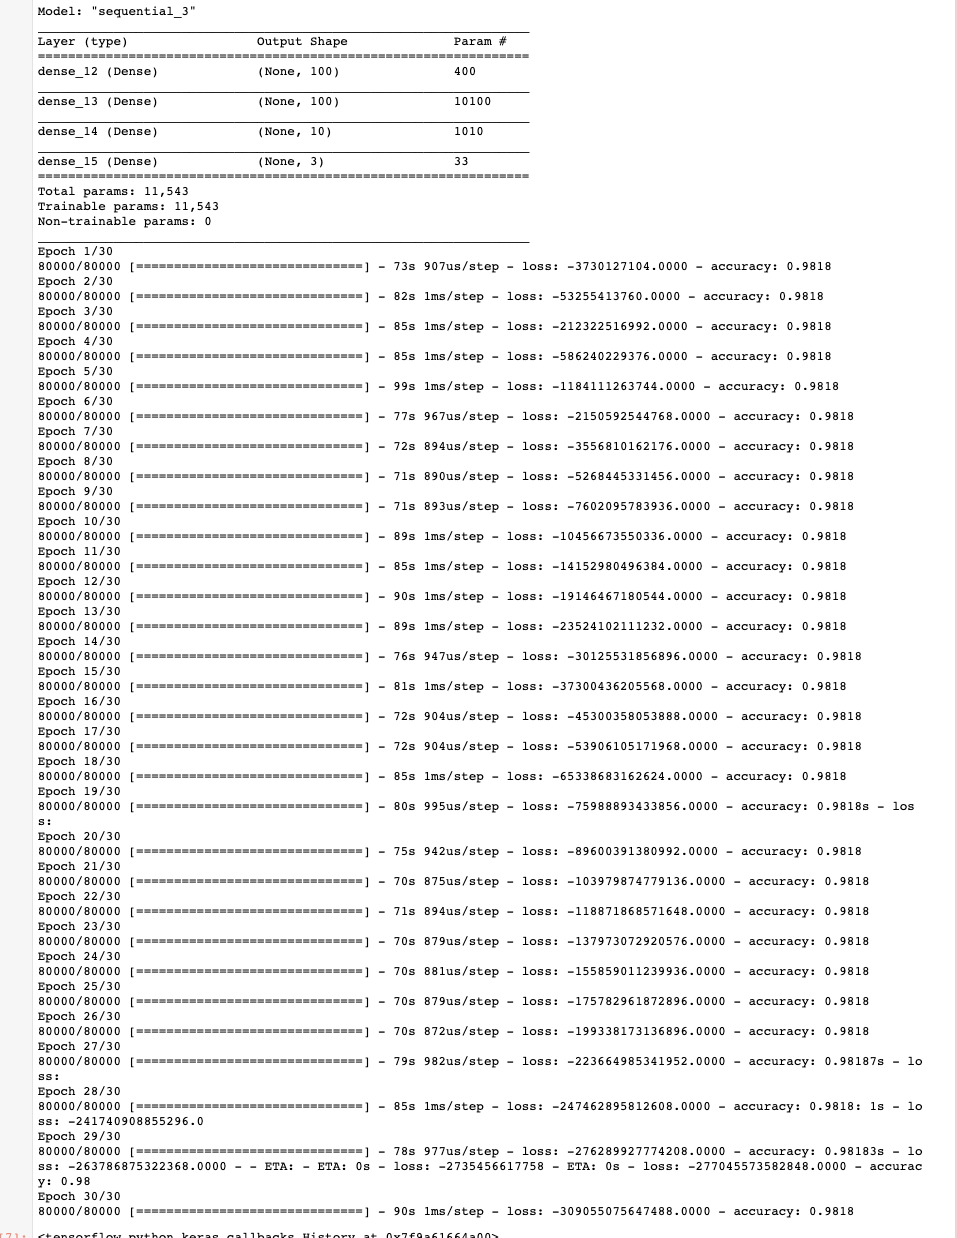 Model: "sequential_3"
Layer (type) Output Shape Param #
=================================================================
dense_12 (Dense) (None, 100) 400
dense_13 (Dense) (None, 100) 10100
dense_14 (Dense) (None, 10) 1010
dense_15 (Dense) (None, 3) 33
=================================================================
Total params: 11,543
Trainable params: 11,543
Non-trainable params: 0
Epoch 1/30
80000/80000 [==============================] - 73s 907us/step - loss: -3730127104.0000 - accuracy: 0.9818
Epoch 2/30
80000/80000 [==============================] - 82s 1ms/step - loss: -53255413760.0000 - accuracy: 0.9818
Epoch 3/30
80000/80000 [==============================] - 85s 1ms/step - loss: -212322516992.0000 - accuracy: 0.9818
Epoch 4/30
80000/80000 [==============================] - 85s 1ms/step - loss: -586240229376.0000 - accuracy: 0.9818
Epoch 5/30
80000/80000 [==============================] - 99s 1ms/step - loss: -1184111263744.0000 - accuracy: 0.9818
Epoch 6/30
80000/80000 [==============================] - 77s 967us/step - loss: -2150592544768.0000 - accuracy: 0.9818
Epoch 7/30
80000/80000 [==============================] - 72s 894us/step - loss: -3556810162176.0000 - accuracy: 0.9818
Epoch 8/30
80000/80000 [==============================] - 71s 890us/step - loss: -5268445331456.0000 - accuracy: 0.9818
Epoch 9/30
80000/80000 [==============================] - 71s 893us/step - loss: -7602095783936.0000 - accuracy: 0.9818
Epoch 10/30
80000/80000 [==============================] - 89s 1ms/step - loss: -10456673550336.0000 - accuracy: 0.9818
Epoch 11/30
80000/80000 [==============================] - 85s 1ms/step - loss: -14152980496384.0000 - accuracy: 0.9818
Epoch 12/30
80000/80000 [==============================] - 90s 1ms/step - loss: -19146467180544.0000 - accuracy: 0.9818
Epoch 13/30
80000/80000 [==============================] - 89s 1ms/step - loss: -23524102111232.0000 - accuracy: 0.9818
Epoch 14/30
80000/80000 [==============================] - 76s 947us/step - loss: -30125531856896.0000 - accuracy: 0.9818
Epoch 15/30
80000/80000 [==============================] - 81s 1ms/step - loss: -37300436205568.0000 - accuracy: 0.9818
Epoch 16/30
80000/80000 [==============================] - 72s 904us/step - loss: -45300358053888.0000 - accuracy: 0.9818
Epoch 17/30
80000/80000 [==============================] - 72s 904us/step - loss: -53906105171968.0000 - accuracy: 0.9818
Epoch 18/30
80000/80000 [==============================] - 85s 1ms/step - loss: -65338683162624.0000 - accuracy: 0.9818
Epoch 19/30
80000/80000 [==============================] - 80s 995us/step - loss: -75988893433856.0000 - accuracy: 0.9818s - los
s:
Epoch 20/30
80000/80000 [==============================] - 75s 942us/step - loss: -89600391380992.0000 - accuracy: 0.9818
Epoch 21/30
80000/80000 [==============================] - 70s 875us/step - loss: -103979874779136.0000 - accuracy: 0.9818
Epoch 22/30
80000/80000 [==============================] - 71s 894us/step - loss: -118871868571648.0000 - accuracy: 0.9818
Epoch 23/30
80000/80000 [==============================] - 70s 879us/step - loss: -137973072920576.0000 - accuracy: 0.9818
Epoch 24/30
80000/80000 [==============================] - 70s 881us/step - loss: -155859011239936.0000 - accuracy: 0.9818
Epoch 25/30
80000/80000 [==============================] - 70s 879us/step - loss: -175782961872896.0000 - accuracy: 0.9818
Epoch 26/30
80000/80000 [==============================] - 70s 872us/step - loss: -199338173136896.0000 - accuracy: 0.9818
Epoch 27/30
80000/80000 [==============================] - 79s 982us/step - loss: -223664985341952.0000 - accuracy: 0.98187s - lo
ss:
Epoch 28/30
80000/80000 [==============================] - 85s 1ms/step - loss: -247462895812608.0000 - accuracy: 0.9818: 1s - lo
ss: -241740908855296.0
Epoch 29/30
80000/80000 [==============================] - 78s 977us/step - loss: -276289927774208.0000 - accuracy: 0.98183s - lo
ss: -263786875322368.0000 - - ETA: - ETA: 0s - loss: -2735456617758 - ETA: 0s - loss: -277045573582848.0000 - accurac
y: 0.98
Epoch 30/30
80000/80000 [==============================] - 90s 1ms/step - loss: -309055075647488.0000 - accuracy: 0.9818
[7]: <tensorflow.python.keras.callbacks.History at 0x7f9a61664a00>